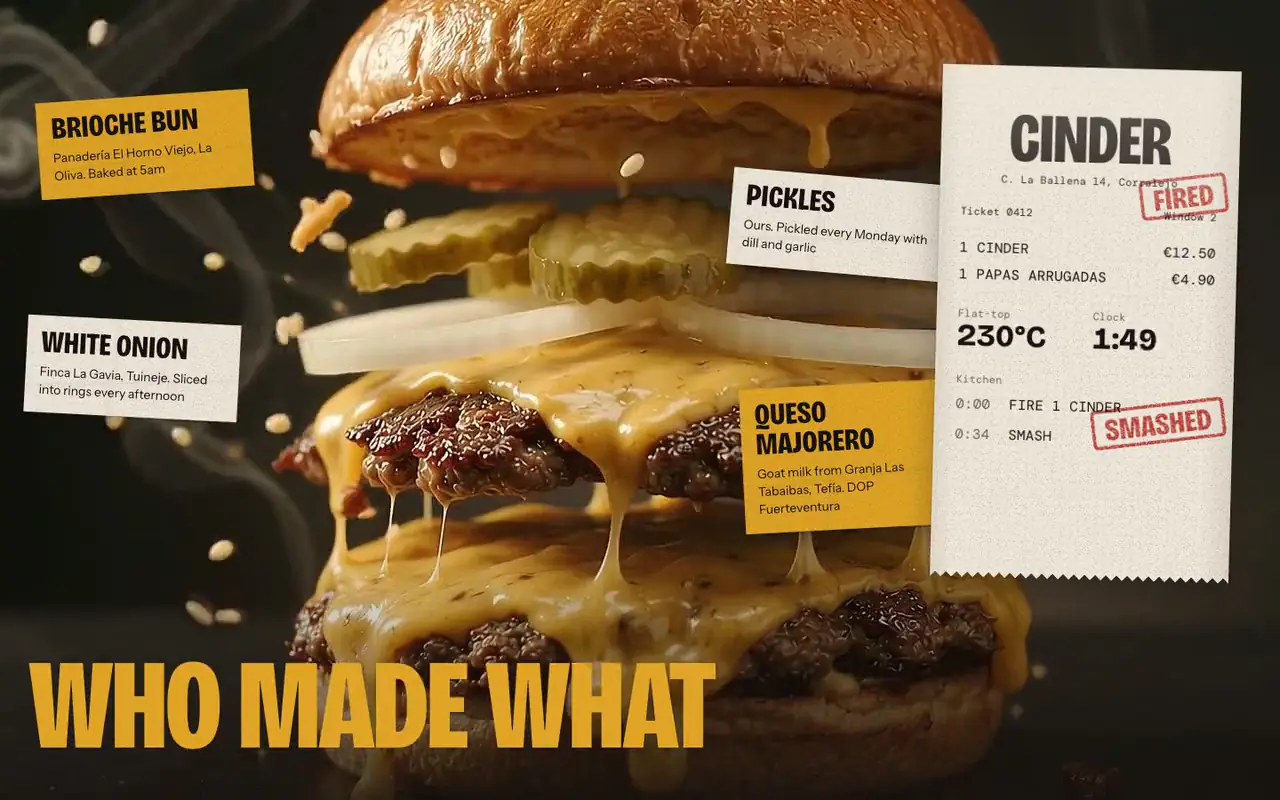 BRIOCHE BUN
Panadería El Horno Viejo, La
Oliva. Baked at 5am
WHITE ONION
Finca La Gavia, Tuineje. Sliced
into rings every afternoon
PICKLES
Ours. Pickled every Monday with
dill and garlic
QUESO
MAJORERO
Goat milk from Granja Las
Tabaibas, Tefía. DOP
Fuerteventura
CINDER
C. La Ballena 14, Corralejo
FIRED
Ticket 0412 Window 2
1 CINDER €12.50
1 PAPAS ARRUGADAS €4.90
Flat-top Clock
230°C 1:49
Kitchen
0:00 FIRE 1 CINDER
0:34 SMASH
SMASHED
WHO MADE WHAT